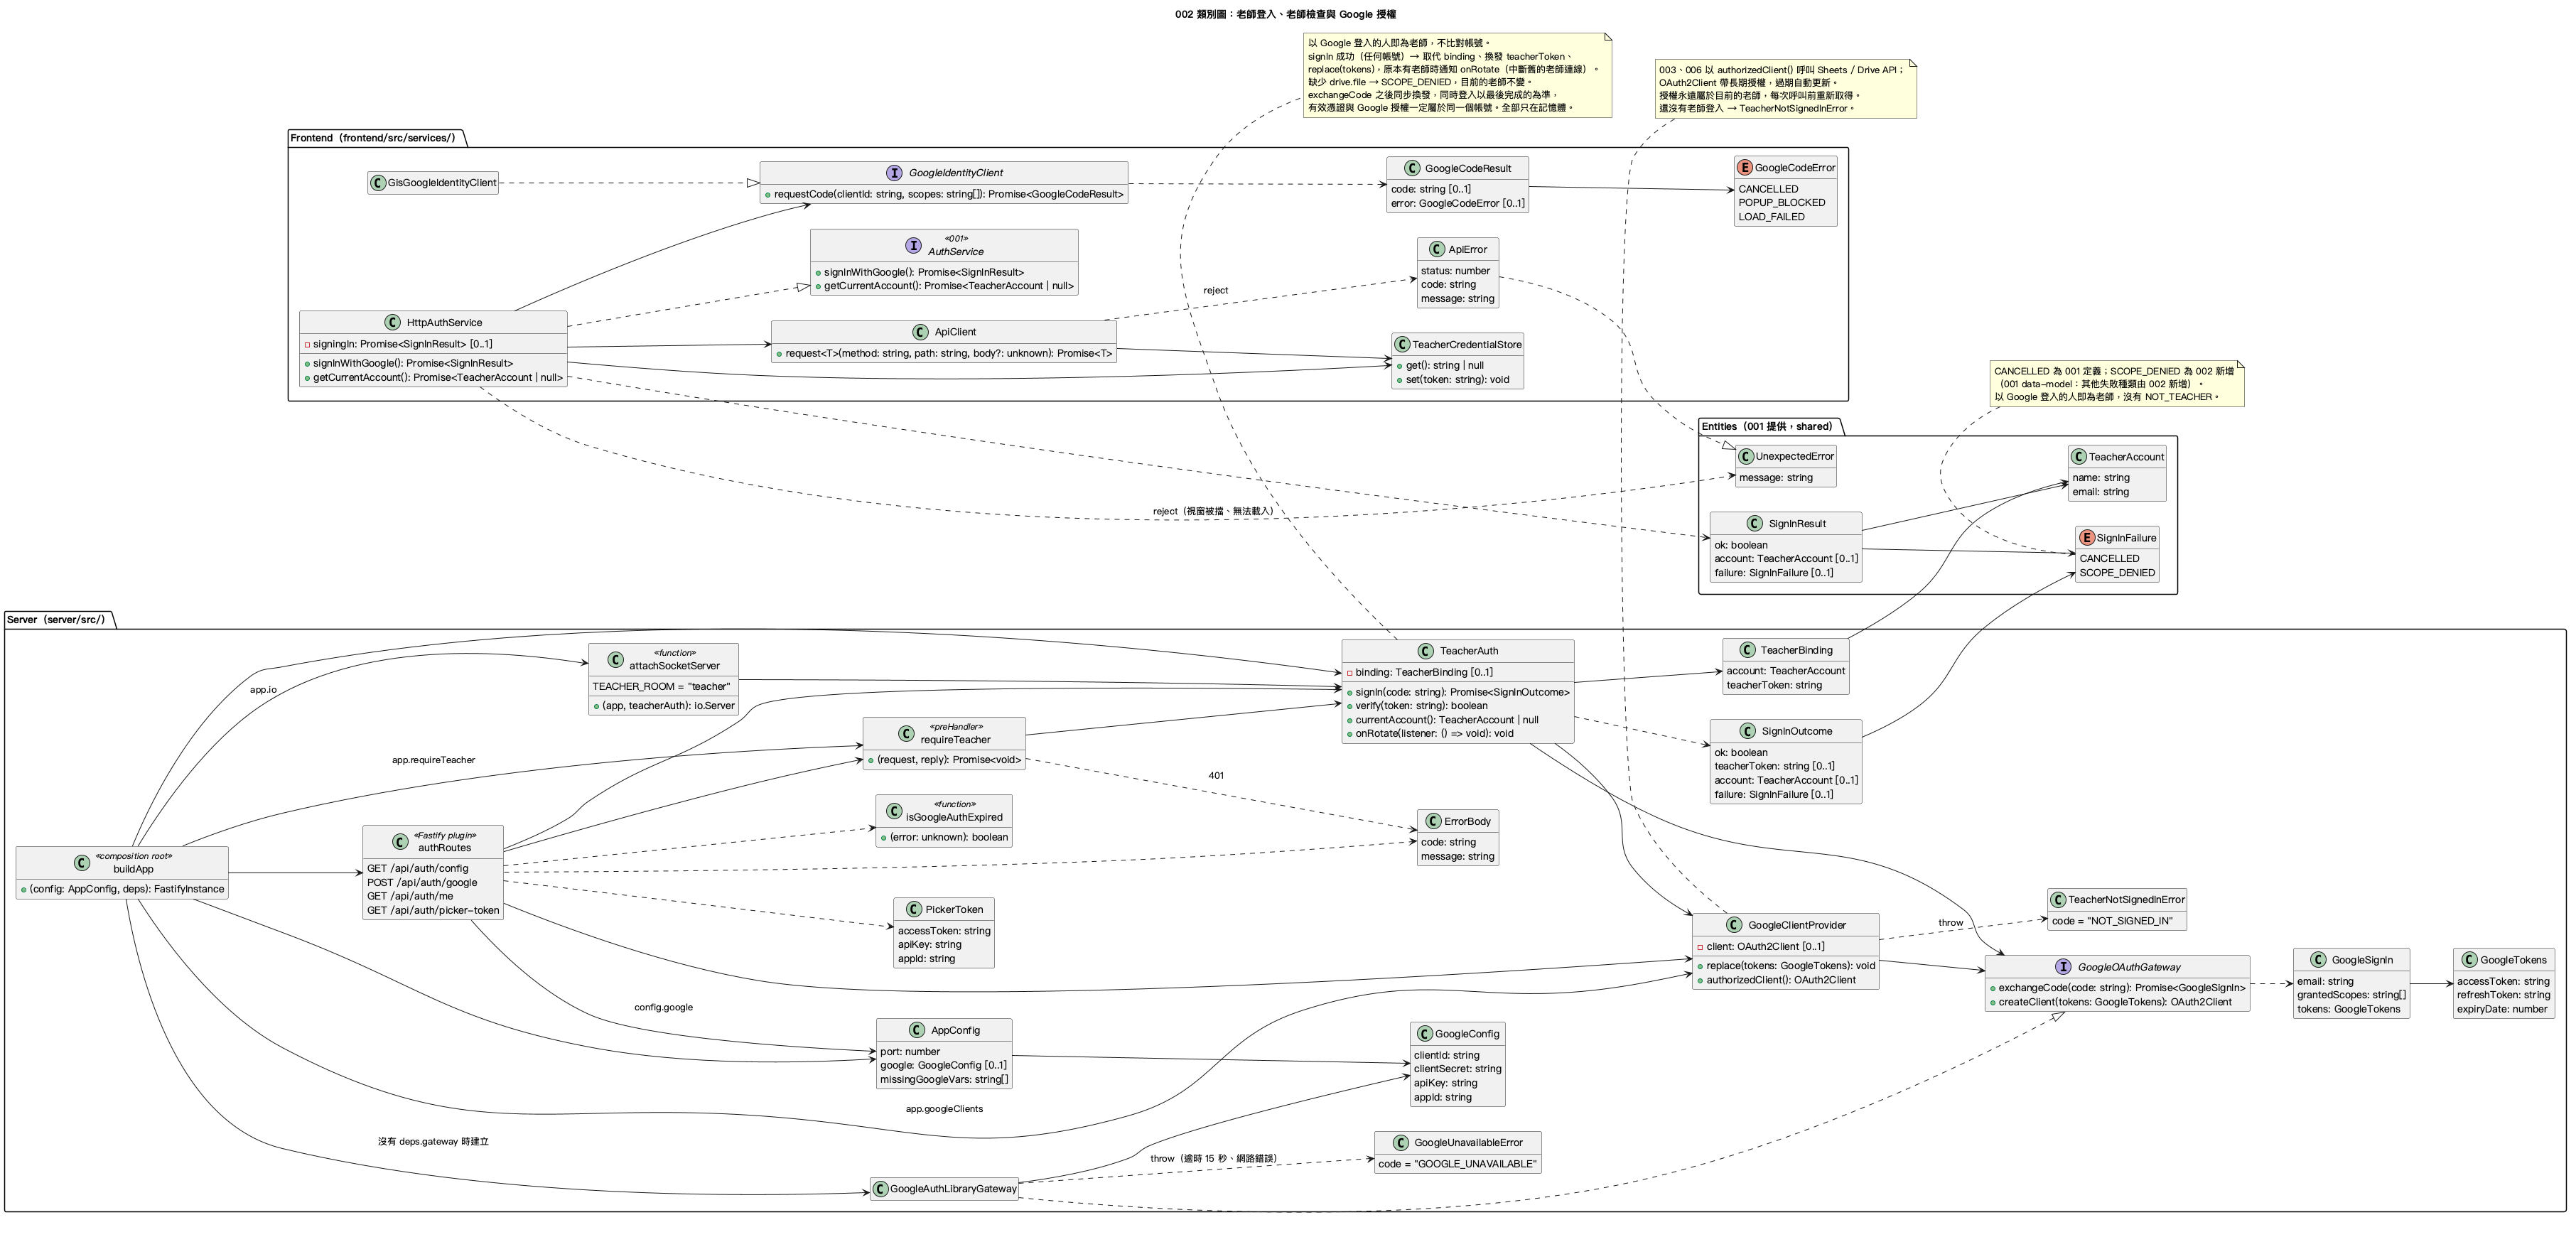 002 類別圖：老師登入、老師檢查與 Google 授權
以 Google 登入的人即為老師，不比對帳號。
signIn 成功（任何帳號）→ 取代 binding、換發 teacherToken、
replace(tokens)，原本有老師時通知 onRotate（中斷舊的老師連線）。
缺少 drive.file → SCOPE_DENIED，目前的老師不變。
exchangeCode 之後同步換發，同時登入以最後完成的為準，
有效憑證與 Google 授權一定屬於同一個帳號。全部只在記憶體。
003、006 以 authorizedClient() 呼叫 Sheets / Drive API；
OAuth2Client 帶長期授權，過期自動更新。
授權永遠屬於目前的老師，每次呼叫前重新取得。
還沒有老師登入 → TeacherNotSignedInError。
Frontend（frontend/src/services/）
C GisGoogleIdentityClient
I GoogleIdentityClient
requestCode(clientId: string, scopes: string[]): Promise<GoogleCodeResult>
C GoogleCodeResult
code: string [0..1]
error: GoogleCodeError [0..1]
E GoogleCodeError
CANCELLED
POPUP_BLOCKED
LOAD_FAILED
«001»
I AuthService
signInWithGoogle(): Promise<SignInResult>
getCurrentAccount(): Promise<TeacherAccount | null>
C ApiError
status: number
code: string
message: string
reject
C HttpAuthService
signingIn: Promise<SignInResult> [0..1]
signInWithGoogle(): Promise<SignInResult>
getCurrentAccount(): Promise<TeacherAccount | null>
C ApiClient
request<T>(method: string, path: string, body?: unknown): Promise<T>
C TeacherCredentialStore
get(): string | null
set(token: string): void
CANCELLED 為 001 定義；SCOPE_DENIED 為 002 新增
（001 data-model：其他失敗種類由 002 新增）。
以 Google 登入的人即為老師，沒有 NOT_TEACHER。
Entities（001 提供，shared）
C UnexpectedError
message: string
C TeacherAccount
name: string
email: string
reject（視窗被擋、無法載入）
C SignInResult
ok: boolean
account: TeacherAccount [0..1]
failure: SignInFailure [0..1]
E SignInFailure
CANCELLED
SCOPE_DENIED
Server（server/src/）
«function»
C attachSocketServer
TEACHER_ROOM = "teacher"
(app, teacherAuth): io.Server
app.io
C TeacherAuth
binding: TeacherBinding [0..1]
signIn(code: string): Promise<SignInOutcome>
verify(token: string): boolean
currentAccount(): TeacherAccount | null
onRotate(listener: () => void): void
C TeacherBinding
account: TeacherAccount
teacherToken: string
«preHandler»
C requireTeacher
(request, reply): Promise<void>
app.requireTeacher
401
C SignInOutcome
ok: boolean
teacherToken: string [0..1]
account: TeacherAccount [0..1]
failure: SignInFailure [0..1]
«function»
C isGoogleAuthExpired
(error: unknown): boolean
C ErrorBody
code: string
message: string
«composition root»
C buildApp
(config: AppConfig, deps): FastifyInstance
«Fastify plugin»
C authRoutes
GET /api/auth/config
POST /api/auth/google
GET /api/auth/me
GET /api/auth/picker-token
C PickerToken
accessToken: string
apiKey: string
appId: string
C GoogleClientProvider
client: OAuth2Client [0..1]
replace(tokens: GoogleTokens): void
authorizedClient(): OAuth2Client
throw
C TeacherNotSignedInError
code = "NOT_SIGNED_IN"
I GoogleOAuthGateway
exchangeCode(code: string): Promise<GoogleSignIn>
createClient(tokens: GoogleTokens): OAuth2Client
C GoogleSignIn
email: string
grantedScopes: string[]
tokens: GoogleTokens
C GoogleTokens
accessToken: string
refreshToken: string
expiryDate: number
config.google
C AppConfig
port: number
google: GoogleConfig [0..1]
missingGoogleVars: string[]
C GoogleConfig
clientId: string
clientSecret: string
apiKey: string
appId: string
app.googleClients
沒有 deps.gateway 時建立
throw（逾時 15 秒、網路錯誤）
C GoogleUnavailableError
code = "GOOGLE_UNAVAILABLE"
C GoogleAuthLibraryGateway